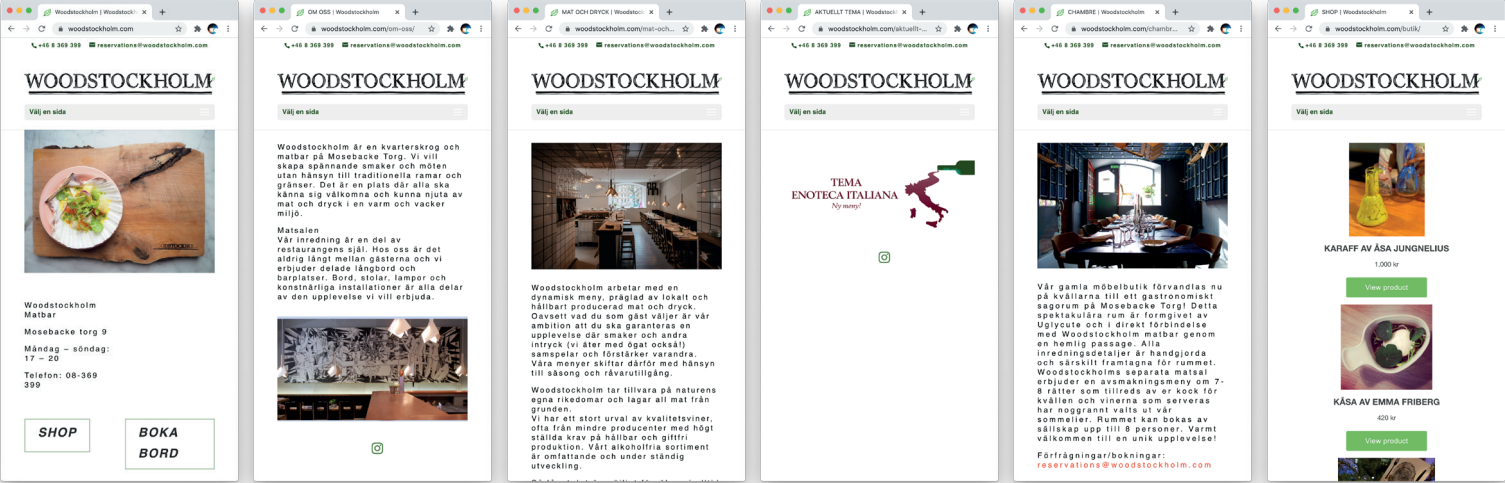 Woodstockholm | Woodstockh
woodstockholm.com
+46 8 369 399 reservations@woodstockholm.com
WOODSTOCKHOLM
Välj en sida
Woodstockholm
Matbar
Mosebacke torg 9
Måndag – söndag:
17 – 20
Telefon: 08-369
399
SHOP
BOKA
BORD
OM OSS | Woodstockholm
woodstockholm.com/om-oss/
+46 8 369 399 reservations@woodstockholm.com
WOODSTOCKHOLM
Välj en sida
Woodstockholm är en kvarterskrog och
matbar på Mosebacke Torg. Vi vill
skapa spännande smaker och möten
utan hänsyn till traditionella ramar och
gränser. Det är en plats där alla ska
känna sig välkomna och kunna njuta av
mat och dryck i en varm och vacker
miljö.
Matsalen
Vår inredning är en del av
restaurangens själ. Hos oss är det
aldrig långt mellan gästerna och vi
erbjuder delade långbord och
barplatser. Bord, stolar, lampor och
konstnärliga installationer är alla delar
av den upplevelse vi vill erbjuda.
MAT OCH DRYCK | Woodstock
woodstockholm.com/mat-och...
+46 8 369 399 reservations@woodstockholm.com
WOODSTOCKHOLM
Välj en sida
Woodstockholm arbetar med en
dynamisk meny, präglad av lokalt och
hållbart producerad mat och dryck.
Oavsett vad du som gäst väljer är vår
ambition att du ska garanteras en
upplevelse där smaker och andra
intryck (vi äter med ögat också!)
samspelar och förstärker varandra.
Våra menyer skiftar därför med hänsyn
till säsong och råvarutillgång.
Woodstockholm tar tillvara på naturens
egna rikedomar och lagar all mat från
grunden.
Vi har ett stort urval av kvalitetsviner,
ofta från mindre producenter med högt
ställda krav på hållbar och giftfri
produktion. Vårt alkoholfria sortiment
är omfattande och under ständig
utveckling.
AKTUELLT TEMA | Woodstockh
woodstockholm.com/aktuellt-...
+46 8 369 399 reservations@woodstockholm.com
WOODSTOCKHOLM
Välj en sida
TEMA
ENOTECA ITALIANA
Ny meny!
CHAMBRE | Woodstockholm
woodstockholm.com/chambr...
+46 8 369 399 reservations@woodstockholm.com
WOODSTOCKHOLM
Välj en sida
Vår gamla möbelbutik förvandlas nu
på kvällarna till ett gastronomiskt
sagorum på Mosebacke Torg! Detta
spektakulära rum är formgivet av
Uglycute och i direkt förbindelse
med Woodstockholm matbar genom
en hemlig passage. Alla
inredningsdetaljer är handgjorda
och särskilt framtagna för rummet.
Woodstockholms separata matsal
erbjuder en avsmakningsmeny om 7-
8 rätter som tillreds av er kock för
kvällen och vinerna som serveras
har noggrannt valts ut vår
sommelier. Rummet kan bokas av
sällskap upp till 8 personer. Varmt
välkommen till en unik upplevelse!
Förfrågningar/bokningar:
reservations@woodstockholm.com
SHOP | Woodstockholm
woodstockholm.com/butik/
+46 8 369 399 reservations@woodstockholm.com
WOODSTOCKHOLM
Välj en sida
KARAFF AV ÅSA JUNGNELIUS
1,000 kr
View product
KÅSA AV EMMA FRIBERG
420 kr
View product